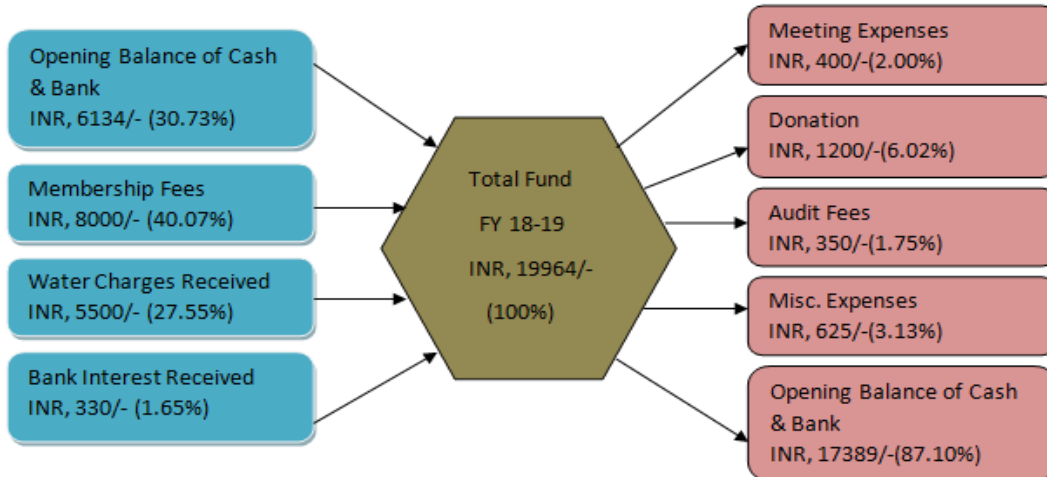 Opening Balance of Cash
& Bank
INR, 6134/- (30.73%)
Membership Fees
INR, 8000/- (40.07%)
Water Charges Received
INR, 5500/- (27.55%)
Bank Interest Received
INR, 330/- (1.65%)
Total Fund
FY 18-19
INR, 19964/-
(100%)
Meeting Expenses
INR, 400/-(2.00%)
Donation
INR, 1200/-(6.02%)
Audit Fees
INR, 350/-(1.75%)
Misc. Expenses
INR, 625/-(3.13%)
Opening Balance of Cash
& Bank
INR, 17389/-(87.10%)